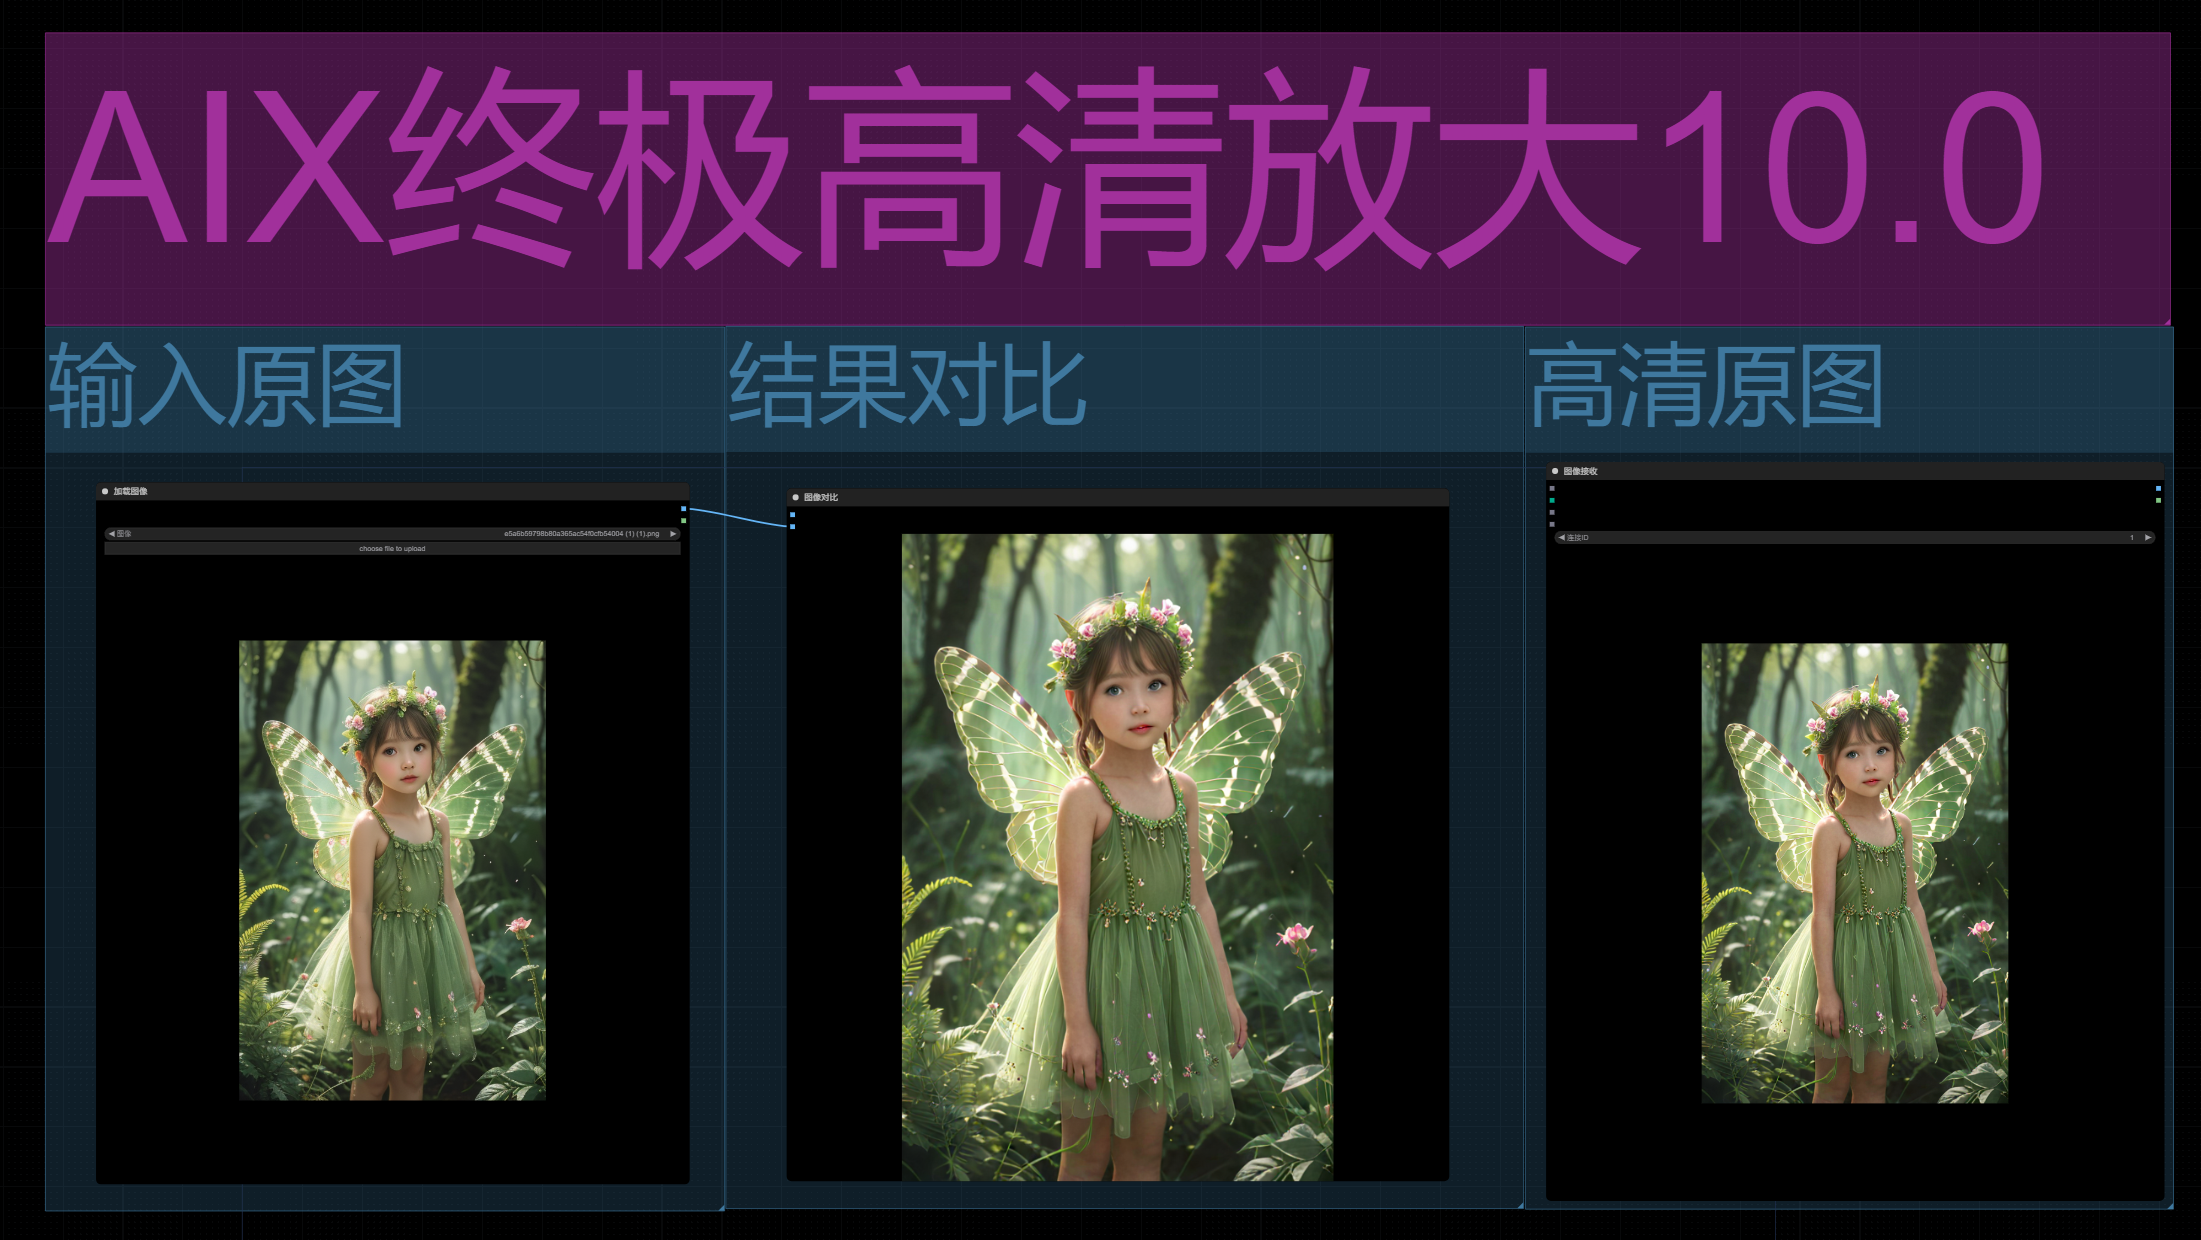 AIX终极高清放大10.0
输入原图
结果对比
高清原图
加载图像
图像
e5a6b59798b80a365ac54f0cfb54004 (1) (1).png
choose file to upload
图像对比
图像接收
连接ID
1